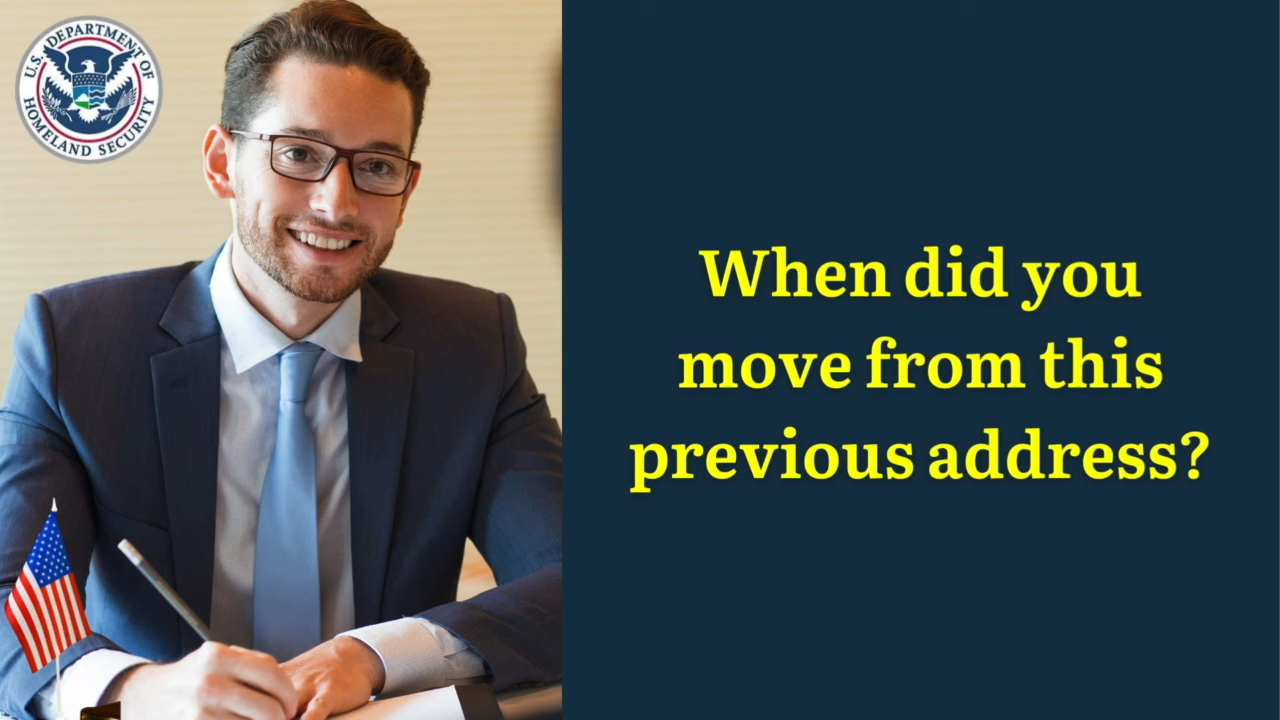 U.S. DEPARTMENT OF
HOMELAND SECURITY
When did you
move from this
previous address?